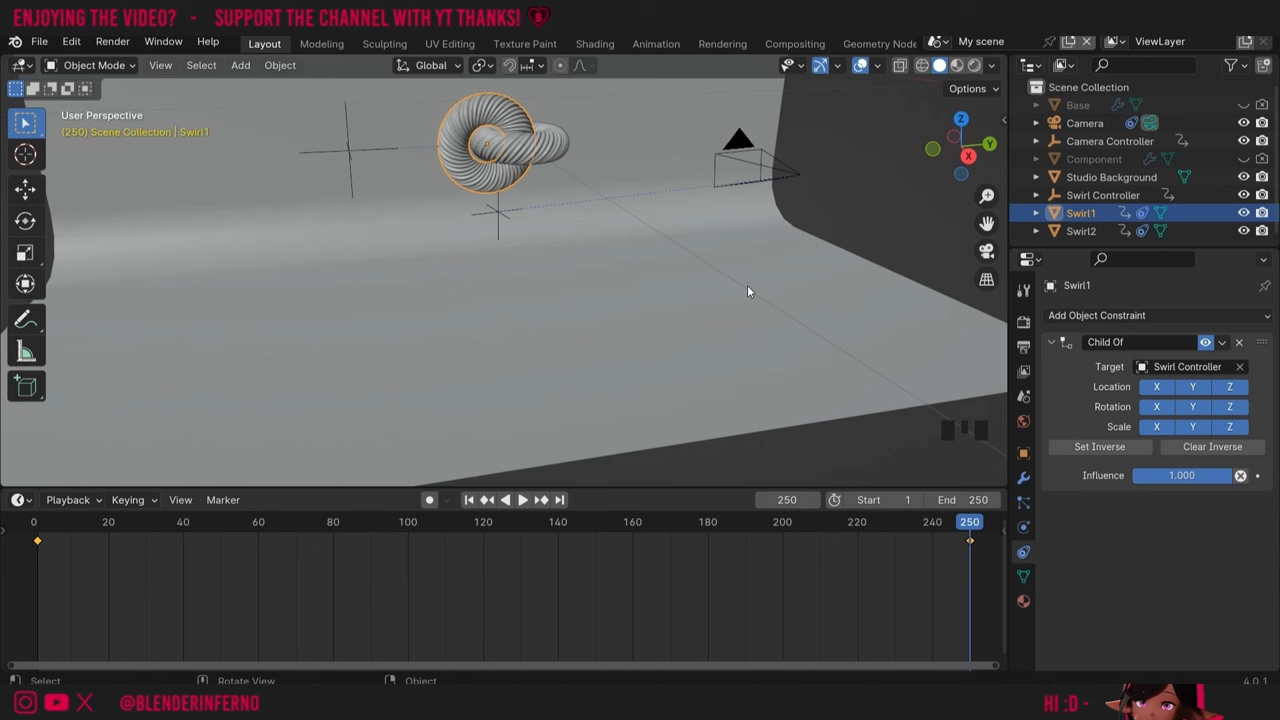 ENJOYING THE VIDEO? - SUPPORT THE CHANNEL WITH YT THANKS!
File Edit Render Window Help Layout Modeling Sculpting UV Editing Texture Paint Shading Animation Rendering Compositing Geometry Node My scene ViewLayer
Object Mode View Select Add Object Global
Options
User Perspective
(250) Scene Collection | Swirl1
Z
Y
X
Scene Collection
Base
Camera
Camera Controller
Component
Studio Background
Swirl Controller
Swirl1
Swirl2
Swirl1
Add Object Constraint
Child Of
Target Swirl Controller
Location X Y Z
Rotation X Y Z
Scale X Y Z
Set Inverse Clear Inverse
Influence 1.000
Playback Keying View Marker 250 Start 1 End 250
0 20 40 60 80 100 120 140 160 180 200 220 240 250
Select Rotate View Object 4.0.1
@BLENDERINFERNO HI :D -